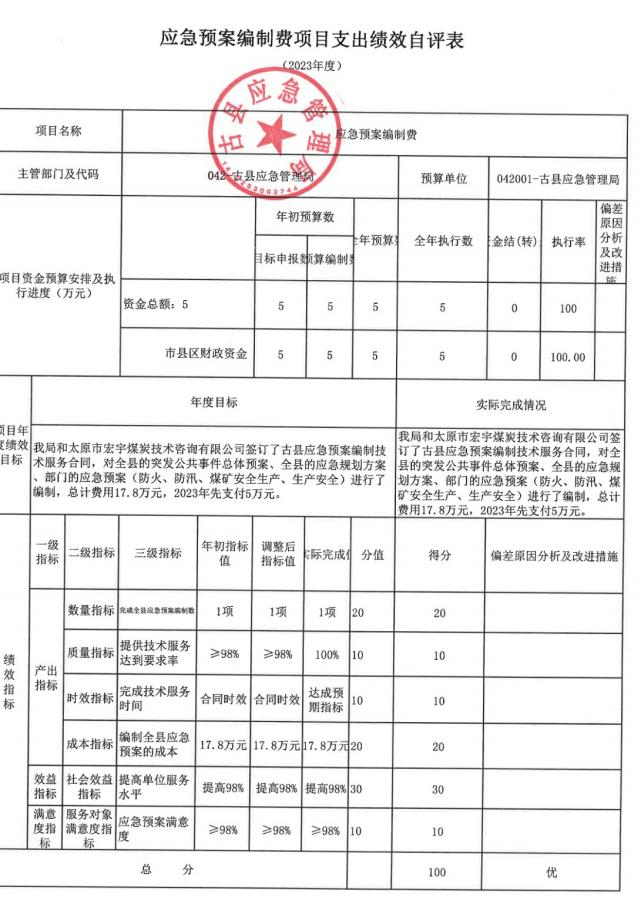 应急预案编制费项目支出绩效自评表
（2023年度）
古县应急管理局
项目名称 应急预案编制费
主管部门及代码 042-古县应急管理局 预算单位 042001-古县应急管理局
项目资金预算安排及执
行进度（万元）
年初预算数 全年预算数 全年执行数 资金结(转) 执行率
偏差
原因
分析
及改
进措
施
目标申报数 预算编制数
资金总额：5 5 5 5 5 0 100
市县区财政资金 5 5 5 5 0 100.00
项目年
度绩效
目标
年度目标 实际完成情况
我局和太原市宏宇煤炭技术咨询有限公司签订了古县应急预案编制技
术服务合同，对全县的突发公共事件总体预案、全县的应急规划方案
、部门的应急预案（防火、防汛、煤矿安全生产、生产安全）进行了
编制，总计费用17.8万元，2023年先支付5万元。
我局和太原市宏宇煤炭技术咨询有限公司签
订了古县应急预案编制技术服务合同，对全
县的突发公共事件总体预案、全县的应急规
划方案、部门的应急预案（防火、防汛、煤
矿安全生产、生产安全）进行了编制，总计
费用17.8万元，2023年先支付5万元。
绩
效
指
标
一级
指标
二级指标 三级指标
年初指标
值
调整后
指标值
实际完成值 分值 得分 偏差原因分析及改进措施
产出
指标
数量指标 完成全县应急预案编制数 1项 1项 1项 20 20
质量指标
提供技术服务
达到要求率
≥98% ≥98% 100% 10 10
时效指标
完成技术服务
时间
合同时效 合同时效
达成预
期指标
10 10
成本指标
编制全县应急
预案的成本
17.8万元 17.8万元 17.8万元 20 20
效益
指标
社会效益
指标
提高单位服务
水平
提高98% 提高98% 提高98% 30 30
满意
度指
标
服务对象
满意度指
标
应急预案满意
度
≥98% ≥98% ≥98% 10 10
总 分 100 优